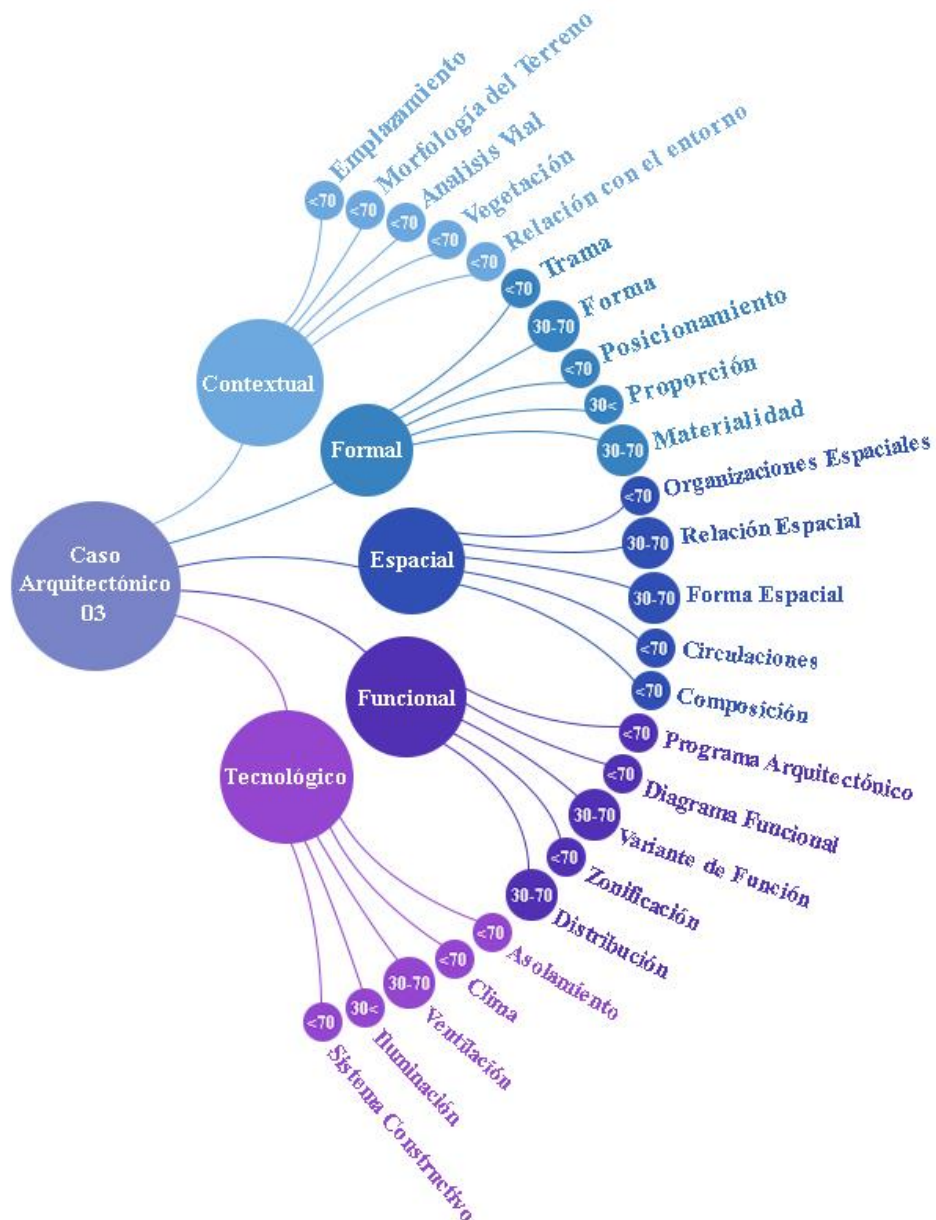 <70 Emplazamiento
<70 Morfología del Terreno
<70 Analisis Vial
<70 Vegetación
<70 Relación con el entorno
Contextual
<70 Trama
30-70 Forma
<70 Posicionamiento
30< Proporción
30-70 Materialidad
Formal
<70 Organizaciones Espaciales
30-70 Relación Espacial
30-70 Forma Espacial
<70 Circulaciones
<70 Composición
Espacial
Caso
Arquitectónico
03
<70 Programa Arquitectónico
<70 Diagrama Funcional
30-70 Variante de Función
<70 Zonificación
30-70 Distribución
Funcional
Tecnológico
<70 Asolamiento
<70 Clima
30-70 Ventilación
30< Iluminación
<70 Sistema Constructivo